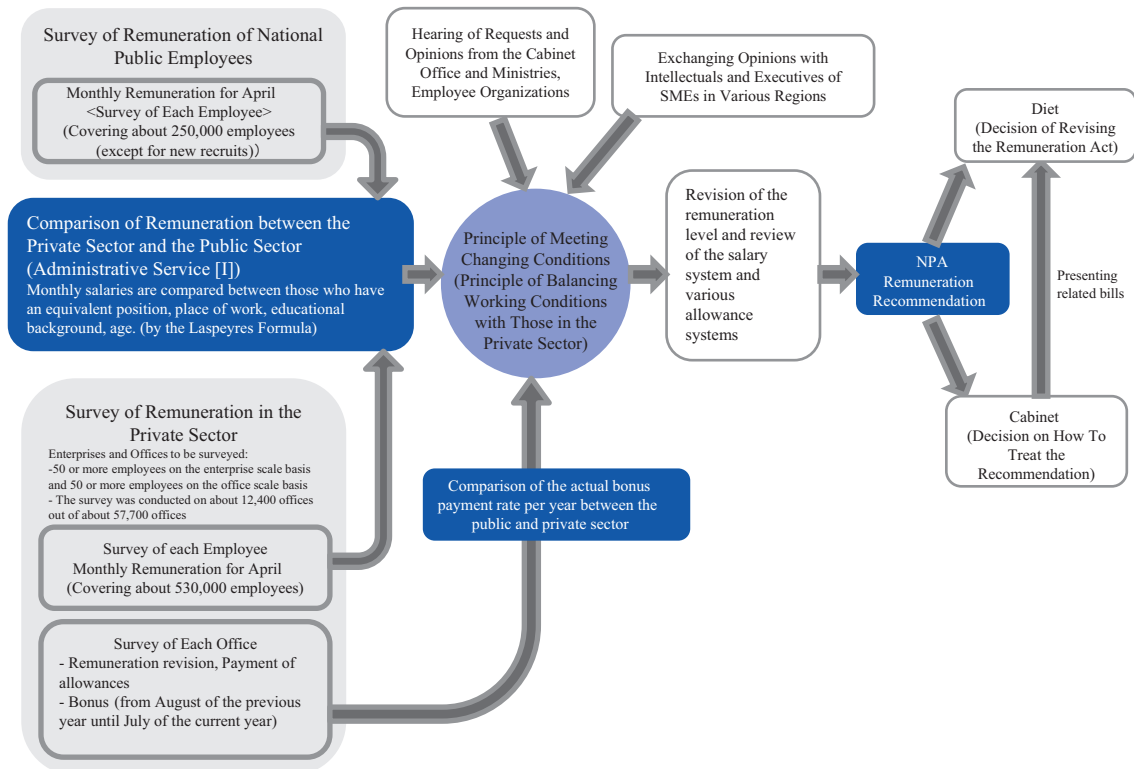 Survey of Remuneration of National
Public Employees
Monthly Remuneration for April
<Survey of Each Employee>
(Covering about 250,000 employees
(except for new recruits))
Comparison of Remuneration between the
Private Sector and the Public Sector
(Administrative Service [I])
Monthly salaries are compared between those who have
an equivalent position, place of work, educational
background, age. (by the Laspeyres Formula)
Survey of Remuneration in the
Private Sector
Enterprises and Offices to be surveyed:
-50 or more employees on the enterprise scale basis
and 50 or more employees on the office scale basis
- The survey was conducted on about 12,400 offices
out of about 57,700 offices
Survey of each Employee
Monthly Remuneration for April
(Covering about 530,000 employees)
Survey of Each Office
- Remuneration revision, Payment of
allowances
- Bonus (from August of the previous
year until July of the current year)
Hearing of Requests and
Opinions from the Cabinet
Office and Ministries,
Employee Organizations
Exchanging Opinions with
Intellectuals and Executives of
SMEs in Various Regions
Principle of Meeting
Changing Conditions
(Principle of Balancing
Working Conditions
with Those in the
Private Sector)
Comparison of the actual bonus
payment rate per year between the
public and private sector
Revision of the
remuneration
level and review
of the salary
system and
various
allowance
systems
NPA
Remuneration
Recommendation
Diet
(Decision of Revising
the Remuneration Act)
Presenting
related bills
Cabinet
(Decision on How To
Treat the
Recommendation)